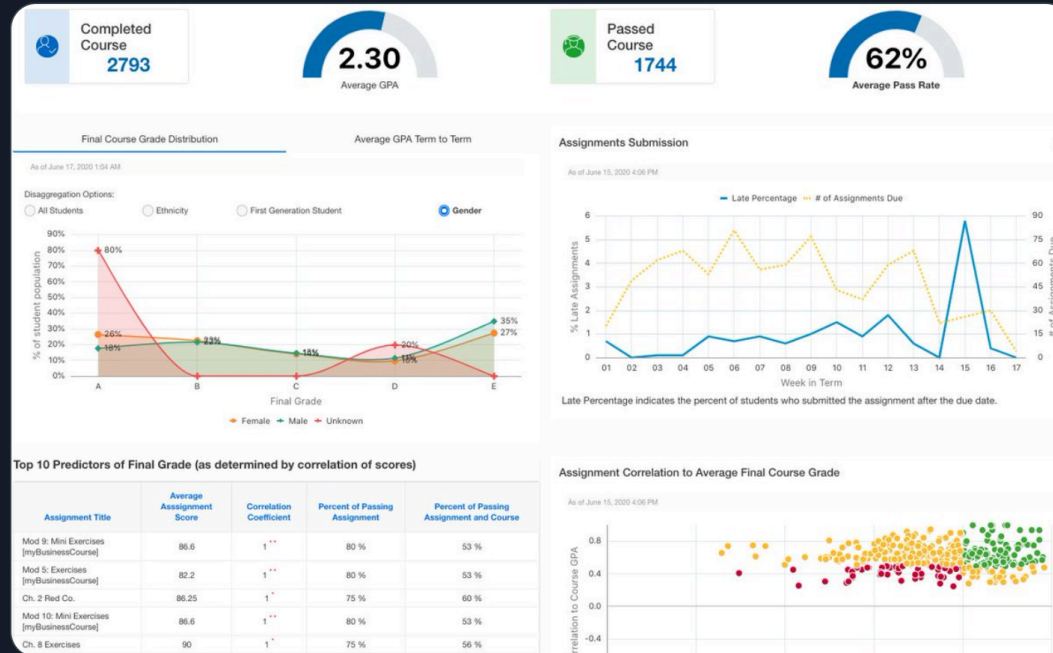 Completed
Course
2793
2.30
Average GPA
Passed
Course
1744
62%
Average Pass Rate
Final Course Grade Distribution
Average GPA Term to Term
As of June 17, 2020 1:04 AM
Disaggregation Options:
All Students
Ethnicity
First Generation Student
Gender
% of student population
90%
80%
70%
60%
50%
40%
30%
20%
10%
0%
80%
26%
18%
20%
35%
27%
A B C D E
Final Grade
Female Male Unknown
Assignments Submission
As of June 15, 2020 4:06 PM
Late Percentage # of Assignments Due
% Late Assignments
6
5
4
3
2
1
0
90
75
60
45
30
15
0
01 02 03 04 05 06 07 08 09 10 11 12 13 14 15 16 17
Week in Term
Late Percentage indicates the percent of students who submitted the assignment after the due date.
Top 10 Predictors of Final Grade (as determined by correlation of scores)
Assignment Title
Average
Asssignment
Score
Correlation
Coefficient
Percent of Passing
Assignment
Percent of Passing
Assignment and Course
Mod 9: Mini Exercises
[myBusinessCourse]
86.6 1** 80 % 53 %
Mod 5: Exercises
[myBusinessCourse]
82.2 1** 80 % 53 %
Ch. 2 Red Co. 86.25 1* 75 % 60 %
Mod 10: Mini Exercises
[myBusinessCourse]
86.6 1** 80 % 53 %
Ch. 8 Exercises 90 1* 75 % 56 %
Assignment Correlation to Average Final Course Grade
As of June 15, 2020 4:06 PM
relation to Course GPA
0.8
0.4
0.0
-0.4